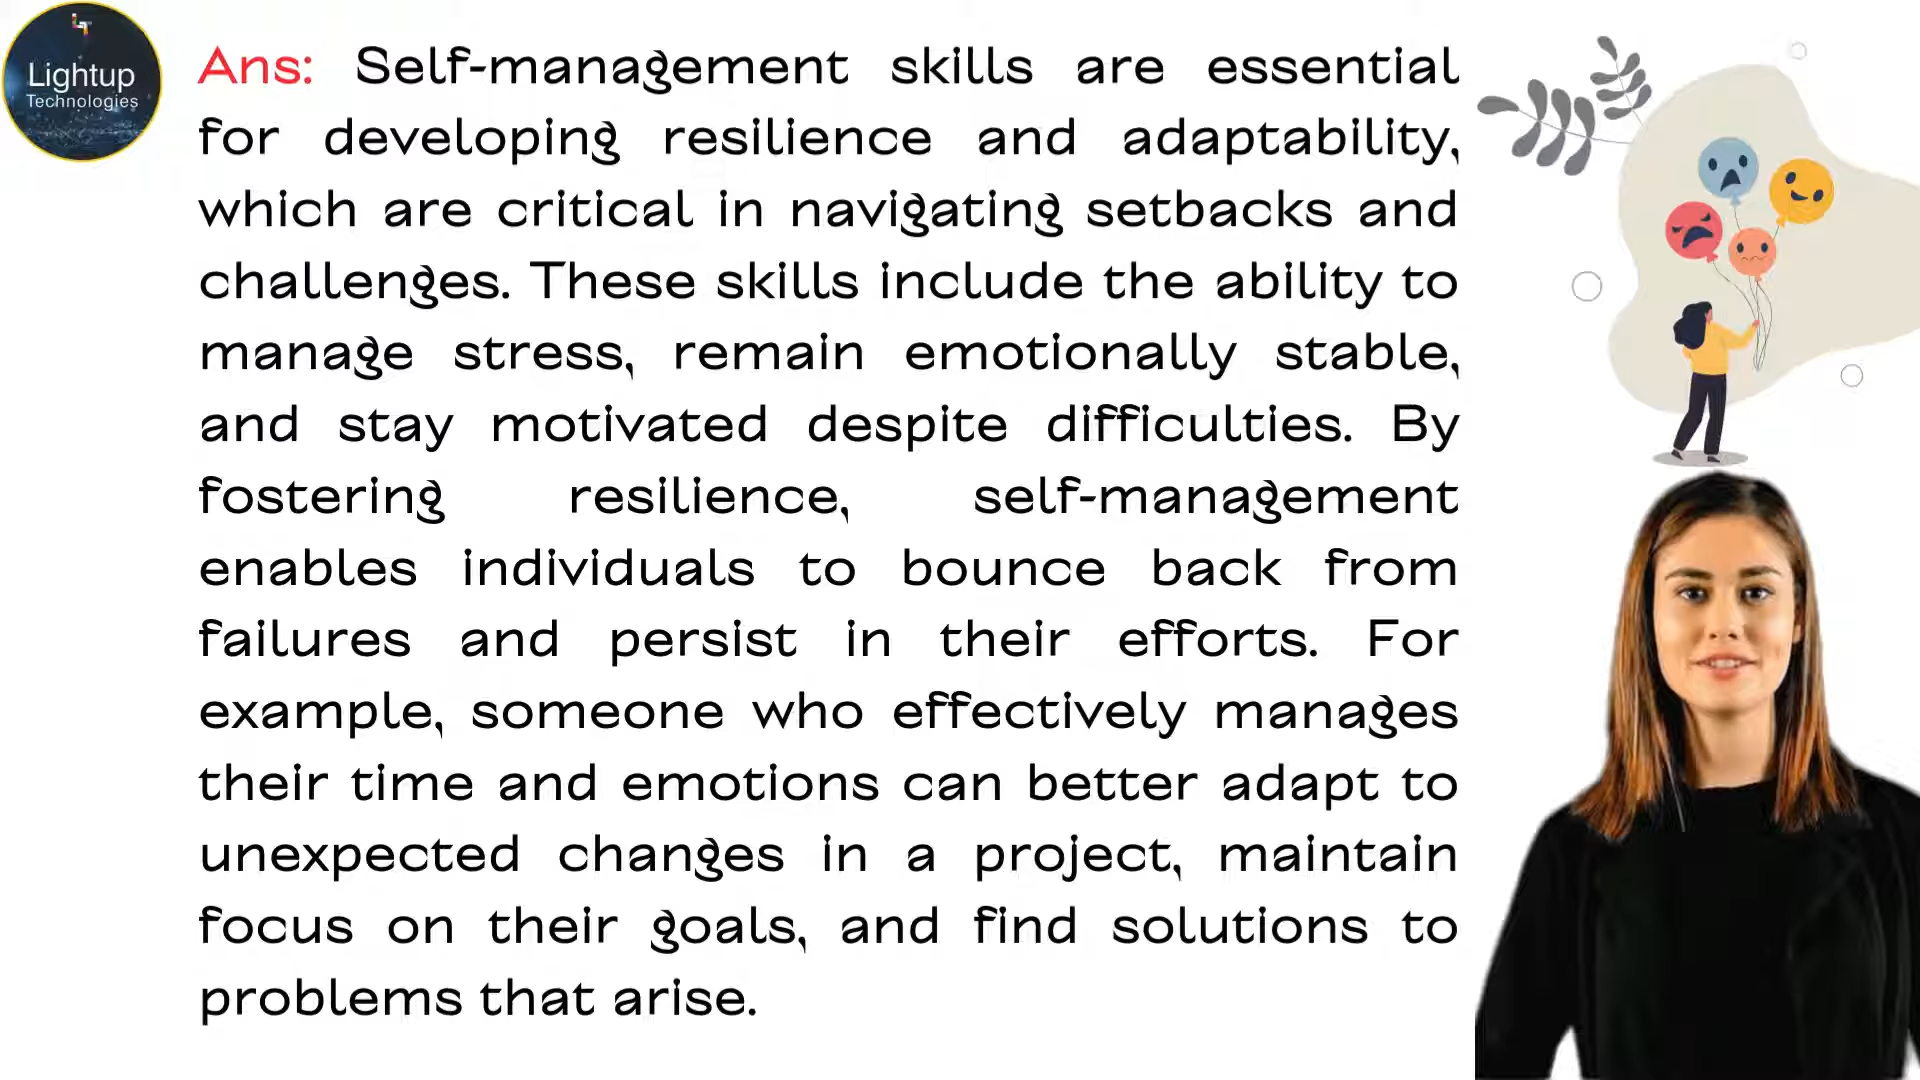 Lightup
Technologies
Ans: Self-management skills are essential
for developing resilience and adaptability,
which are critical in navigating setbacks and
challenges. These skills include the ability to
manage stress, remain emotionally stable,
and stay motivated despite difficulties. By
fostering resilience, self-management
enables individuals to bounce back from
failures and persist in their efforts. For
example, someone who effectively manages
their time and emotions can better adapt to
unexpected changes in a project, maintain
focus on their goals, and find solutions to
problems that arise.